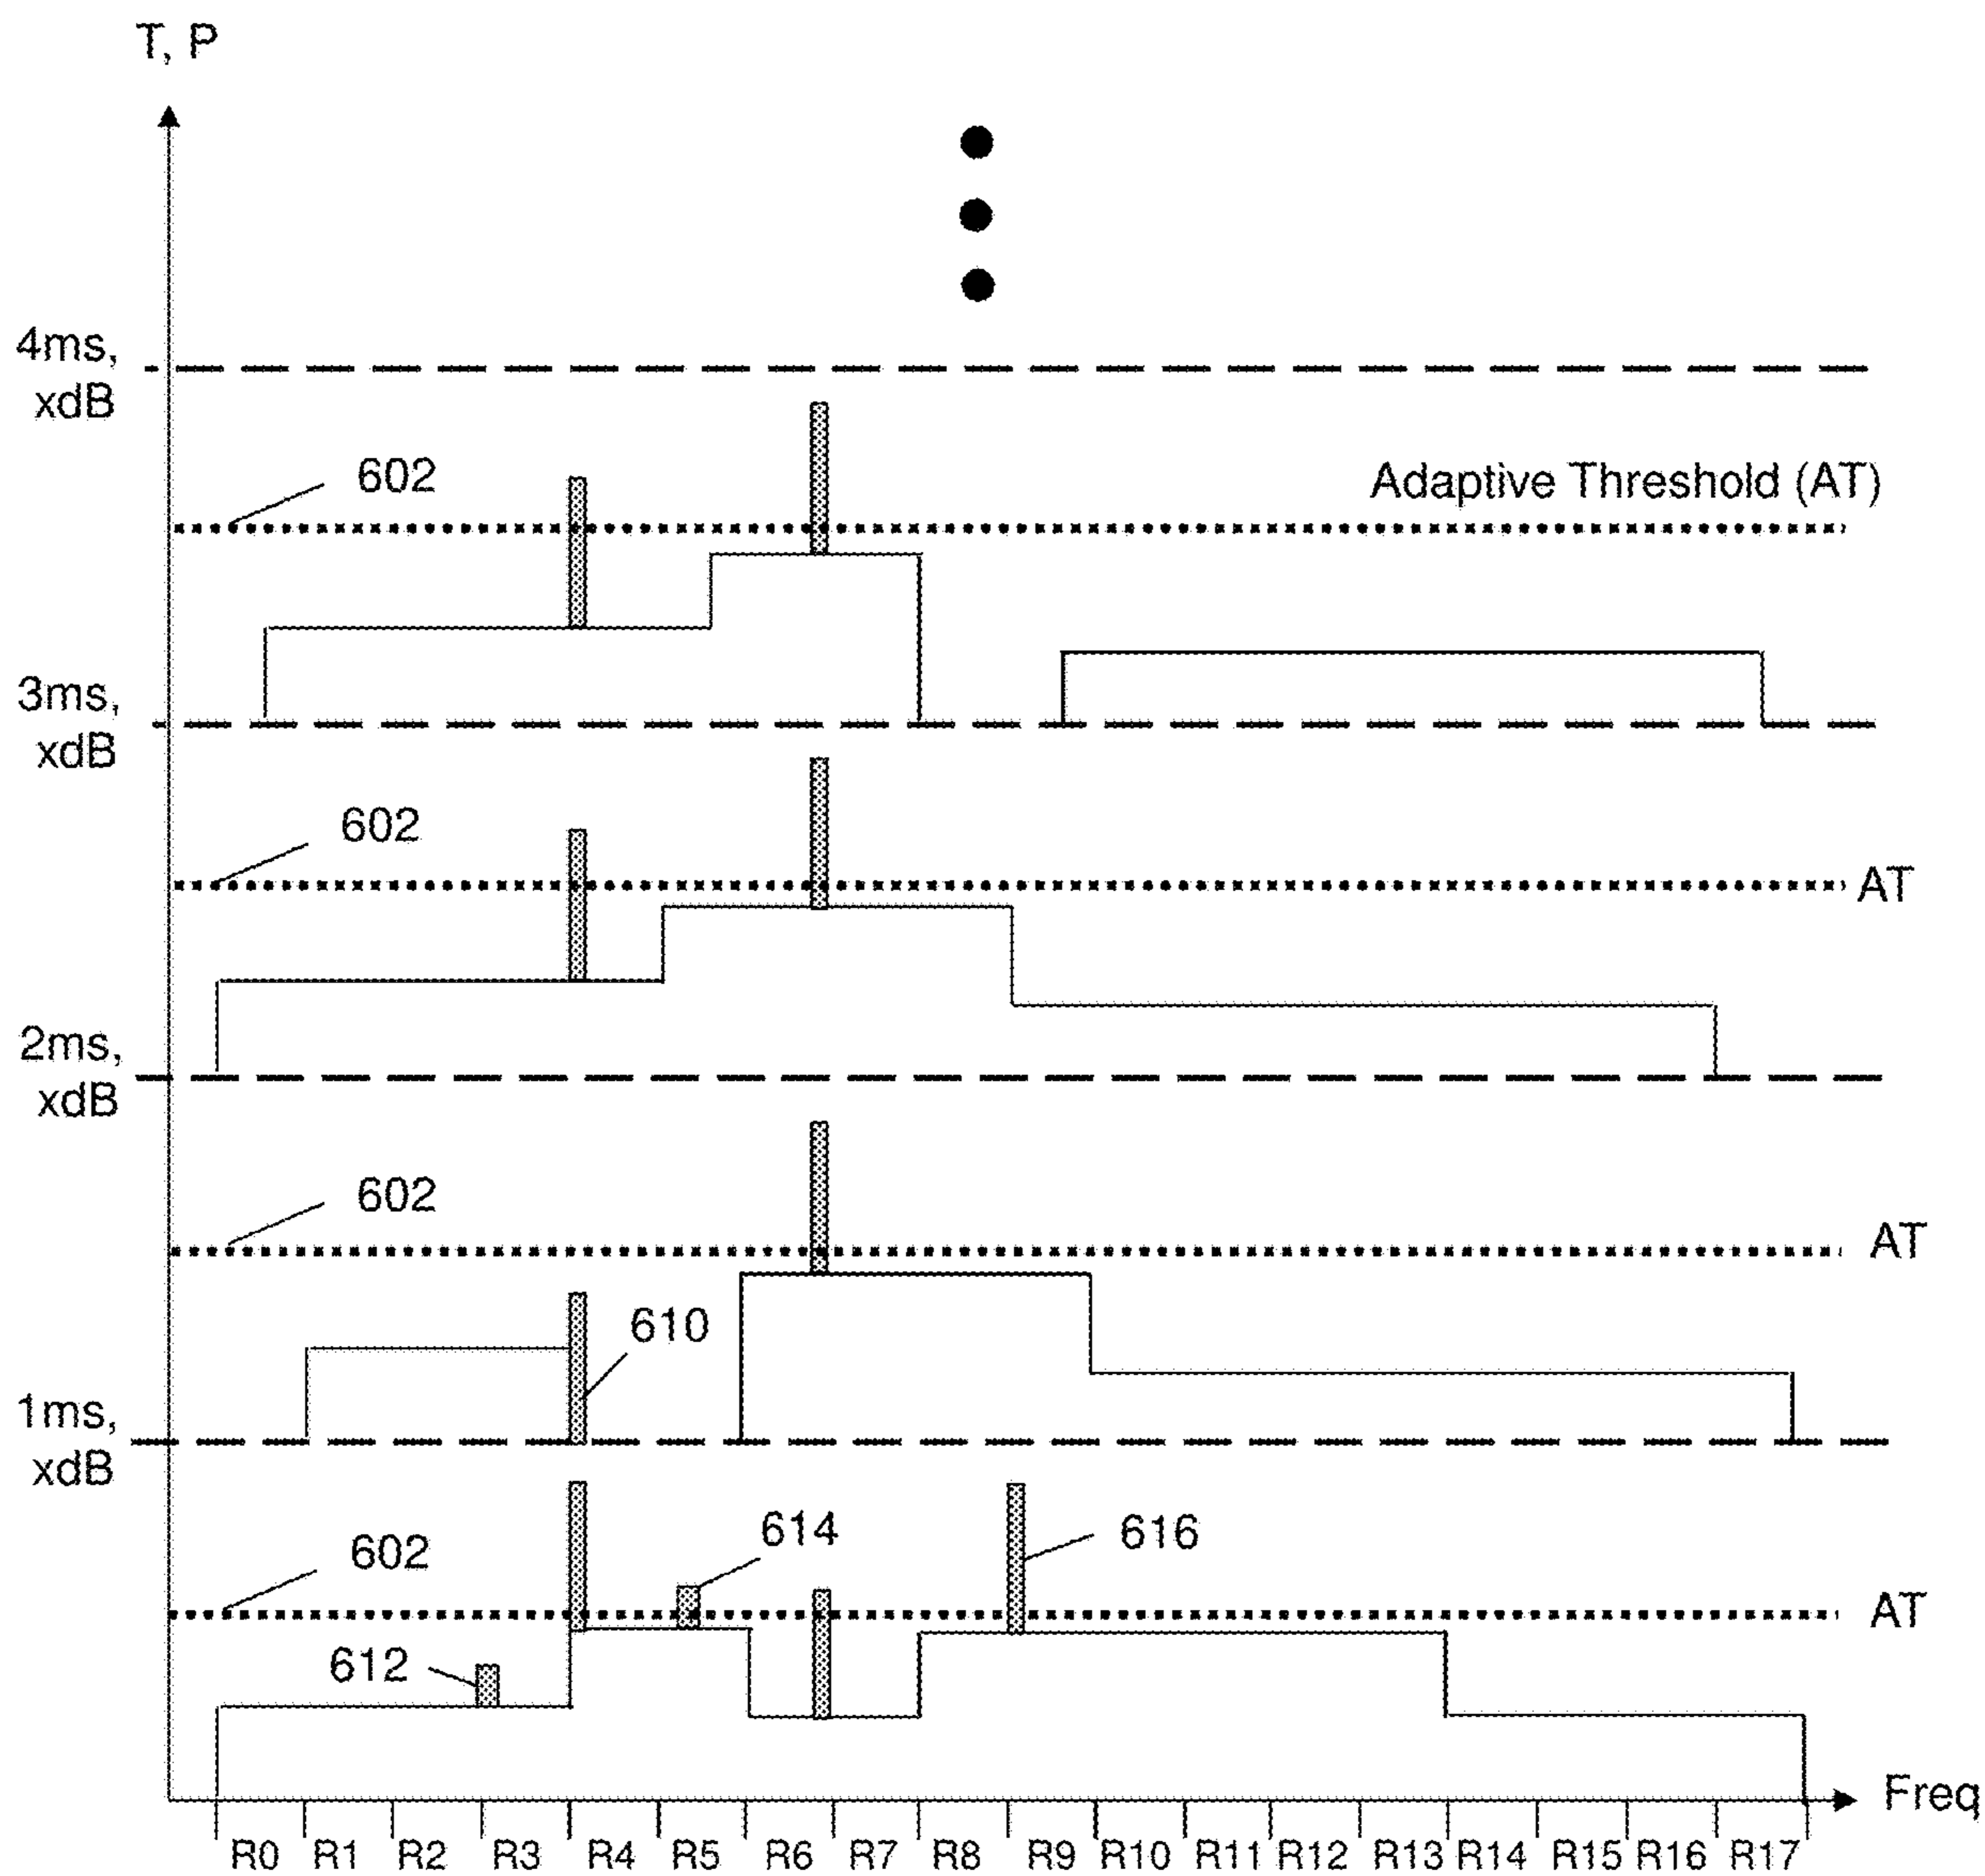 T, P
4ms,
xdB
602
Adaptive Threshold (AT)
3ms,
xdB
602
AT
2ms,
xdB
602
AT
610
1ms,
xdB
602
614
616
AT
612
Freq
R0 R1 R2 R3 R4 R5 R6 R7 R8 R9 R10 R11 R12 R13 R14 R15 R16 R17